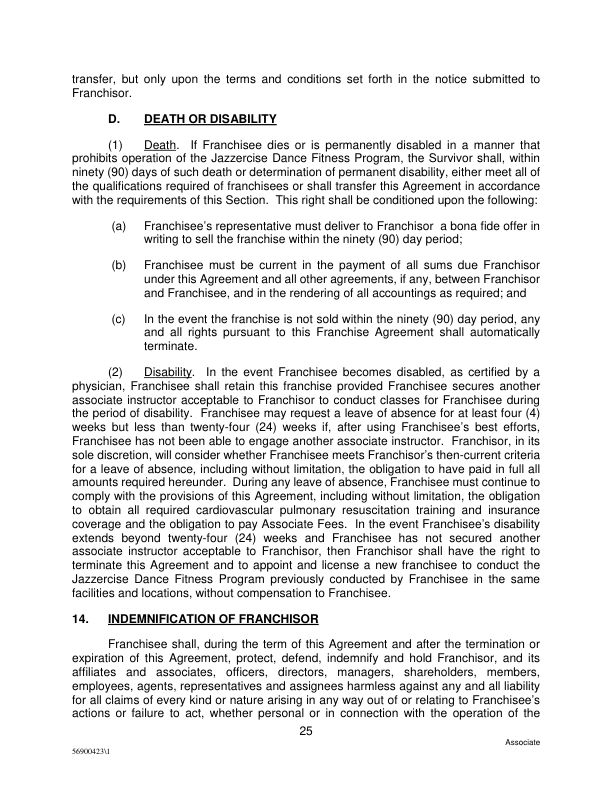 transfer, but only upon the terms and conditions set forth in the notice submitted to
Franchisor.
D. DEATH OR DISABILITY
(1) Death. If Franchisee dies or is permanently disabled in a manner that
prohibits operation of the Jazzercise Dance Fitness Program, the Survivor shall, within
ninety (90) days of such death or determination of permanent disability, either meet all of
the qualifications required of franchisees or shall transfer this Agreement in accordance
with the requirements of this Section. This right shall be conditioned upon the following:
(a) Franchisee's representative must deliver to Franchisor a bona fide offer in
writing to sell the franchise within the ninety (90) day period;
(b) Franchisee must be current in the payment of all sums due Franchisor
under this Agreement and all other agreements, if any, between Franchisor
and Franchisee, and in the rendering of all accountings as required; and
(c) In the event the franchise is not sold within the ninety (90) day period, any
and all rights pursuant to this Franchise Agreement shall automatically
terminate.
(2) Disability. In the event Franchisee becomes disabled, as certified by a
physician, Franchisee shall retain this franchise provided Franchisee secures another
associate instructor acceptable to Franchisor to conduct classes for Franchisee during
the period of disability. Franchisee may request a leave of absence for at least four (4)
weeks but less than twenty-four (24) weeks if, after using Franchisee's best efforts,
Franchisee has not been able to engage another associate instructor. Franchisor, in its
sole discretion, will consider whether Franchisee meets Franchisor's then-current criteria
for a leave of absence, including without limitation, the obligation to have paid in full all
amounts required hereunder. During any leave of absence, Franchisee must continue to
comply with the provisions of this Agreement, including without limitation, the obligation
to obtain all required cardiovascular pulmonary resuscitation training and insurance
coverage and the obligation to pay Associate Fees. In the event Franchisee's disability
extends beyond twenty-four (24) weeks and Franchisee has not secured another
associate instructor acceptable to Franchisor, then Franchisor shall have the right to
terminate this Agreement and to appoint and license a new franchisee to conduct the
Jazzercise Dance Fitness Program previously conducted by Franchisee in the same
facilities and locations, without compensation to Franchisee.
14. INDEMNIFICATION OF FRANCHISOR
Franchisee shall, during the term of this Agreement and after the termination or
expiration of this Agreement, protect, defend, indemnify and hold Franchisor, and its
affiliates and associates, officers, directors, managers, shareholders, members,
employees, agents, representatives and assignees harmless against any and all liability
for all claims of every kind or nature arising in any way out of or relating to Franchisee's
actions or failure to act, whether personal or in connection with the operation of the
25
Associate
56900423\1